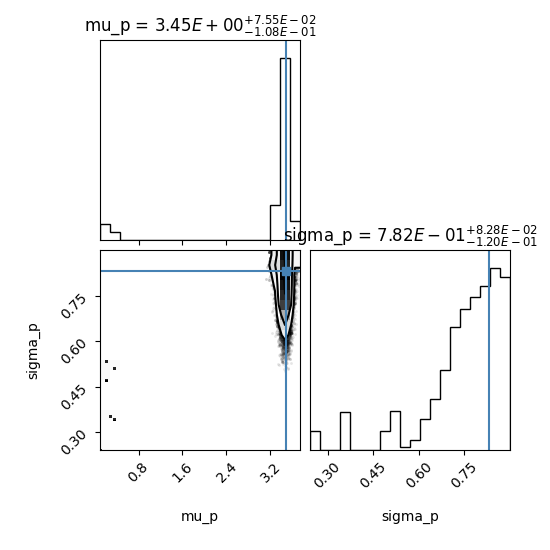 mu_p = 3.45E+00+7.55E−02 −1.08E−01
sigma_p = 7.82E−01+8.28E−02 −1.20E−01
sigma_p
0.75
0.60
0.45
0.30
0.8 1.6 2.4 3.2
0.30 0.45 0.60 0.75
mu_p
sigma_p